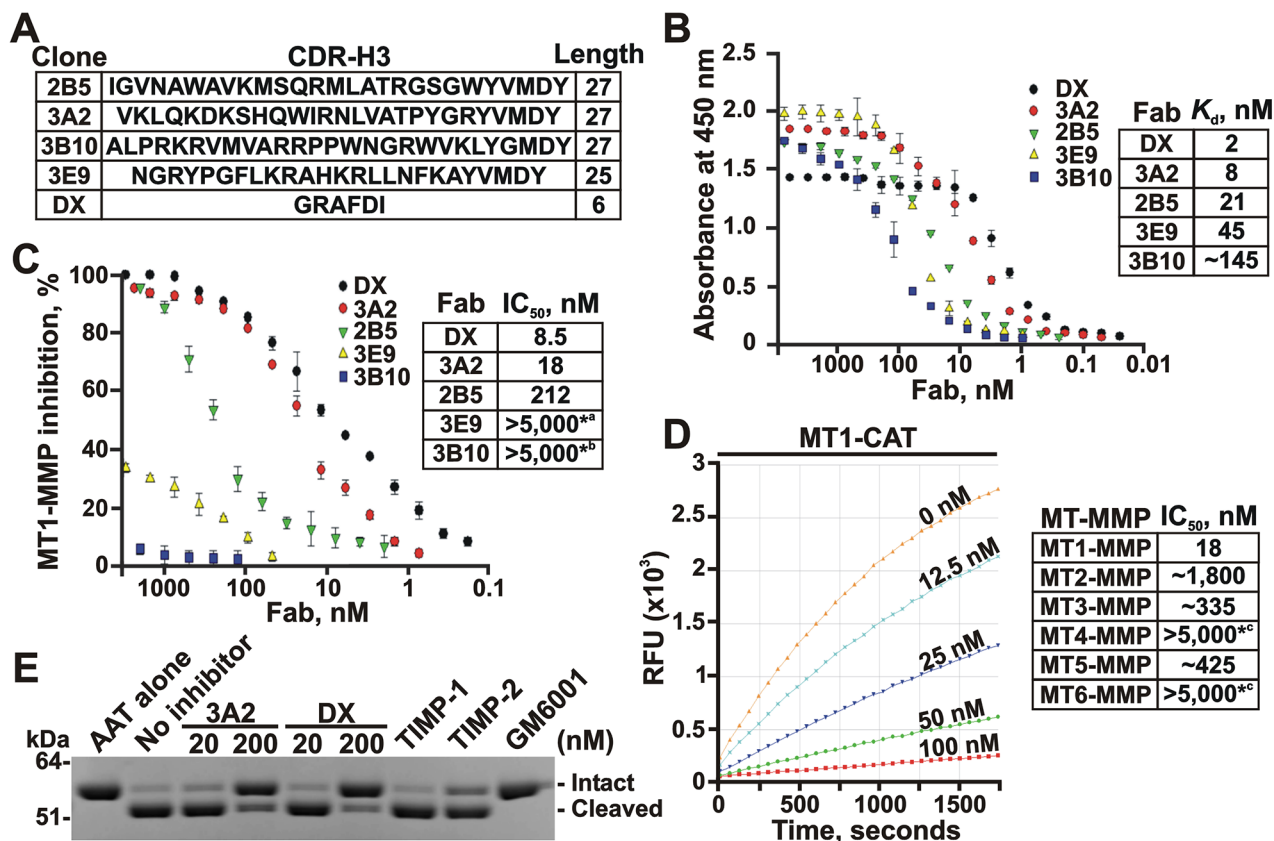 A
Clone CDR-H3 Length
2B5 IGVNAWAVKMSQRMLATRGSGWYVMDY 27
3A2 VKLQKDKSHQWIRNLVATPYGRYVMDY 27
3B10 ALPRKRVMVARRPPWNGRWVKLYGMDY 27
3E9 NGRYPGFLKRAHKRLLNFKAYVMDY 25
DX GRAFDI 6
B
Absorbance at 450 nm
2.5
2.0
1.5
1.0
0.5
0
1000 100 10 1 0.1 0.01
Fab, nM
DX
3A2
2B5
3E9
3B10
Fab Kd, nM
DX 2
3A2 8
2B5 21
3E9 45
3B10 ~145
C
MT1-MMP inhibition, %
100
80
60
40
20
0
1000 100 10 1 0.1
Fab, nM
DX
3A2
2B5
3E9
3B10
Fab IC50, nM
DX 8.5
3A2 18
2B5 212
3E9 >5,000*a
3B10 >5,000*b
D
MT1-CAT
RFU (x10³)
3
2.5
2
1.5
1
0.5
0
0 500 1000 1500
Time, seconds
0 nM
12.5 nM
25 nM
50 nM
100 nM
MT-MMP IC50, nM
MT1-MMP 18
MT2-MMP ~1,800
MT3-MMP ~335
MT4-MMP >5,000*c
MT5-MMP ~425
MT6-MMP >5,000*c
E
AAT alone
No inhibitor
3A2
DX
TIMP-1
TIMP-2
GM6001
kDa 20 200 20 200 (nM)
64-
51-
- Intact
- Cleaved